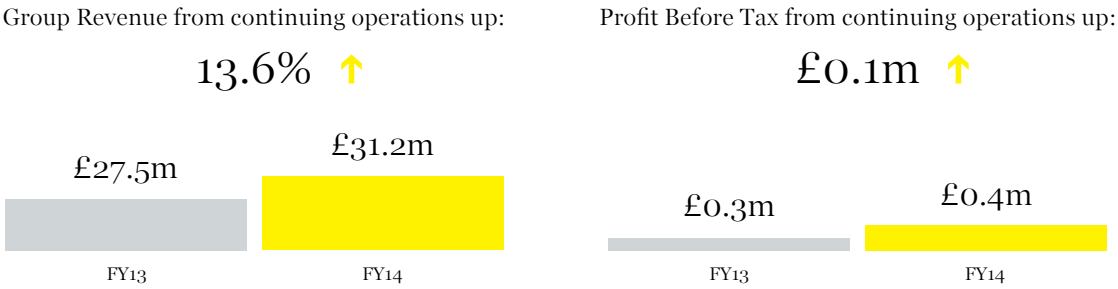 Group Revenue from continuing operations up:
13.6% ↑
£27.5m
£31.2m
FY13
FY14
Profit Before Tax from continuing operations up:
£0.1m ↑
£0.3m
£0.4m
FY13
FY14